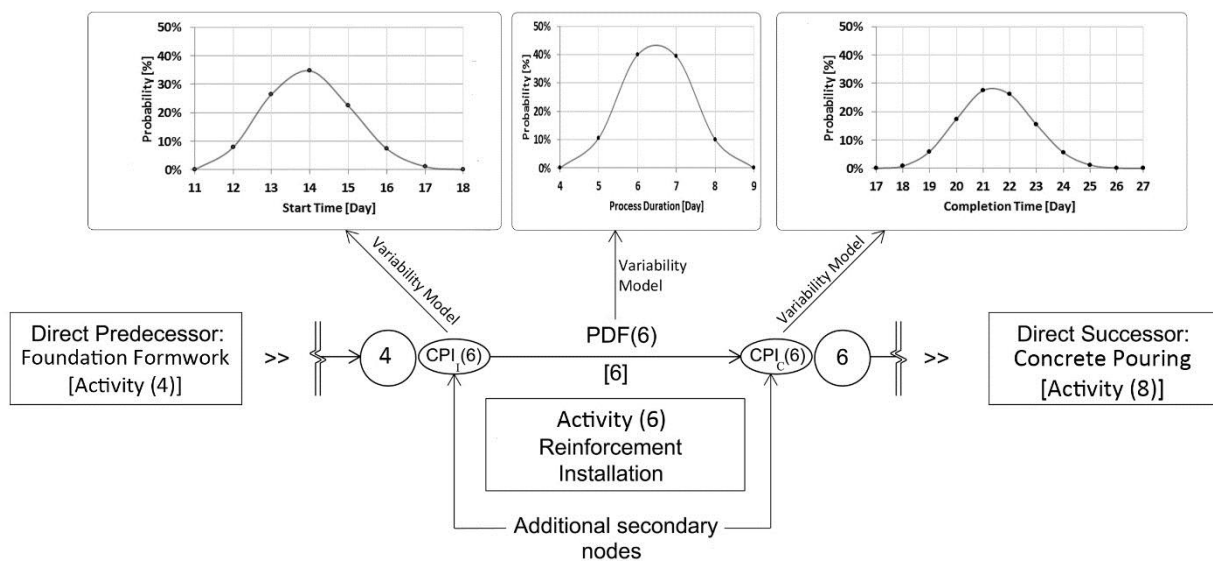 50%
40%
30%
20%
10%
0%
Probability [%]
11 12 13 14 15 16 17 18
Start Time [Day]
50%
40%
30%
20%
10%
0%
Probability [%]
4 5 6 7 8 9
Process Duration [Day]
50%
40%
30%
20%
10%
0%
Probability [%]
17 18 19 20 21 22 23 24 25 26 27
Completion Time [Day]
Variability Model
Variability
Model
Variability Model
Direct Predecessor:
Foundation Formwork
[Activity (4)]
>>
4
CPI (6)
I
PDF(6)
[6]
CPI (6)
C
6
>>
Direct Successor:
Concrete Pouring
[Activity (8)]
Activity (6)
Reinforcement
Installation
Additional secondary
nodes